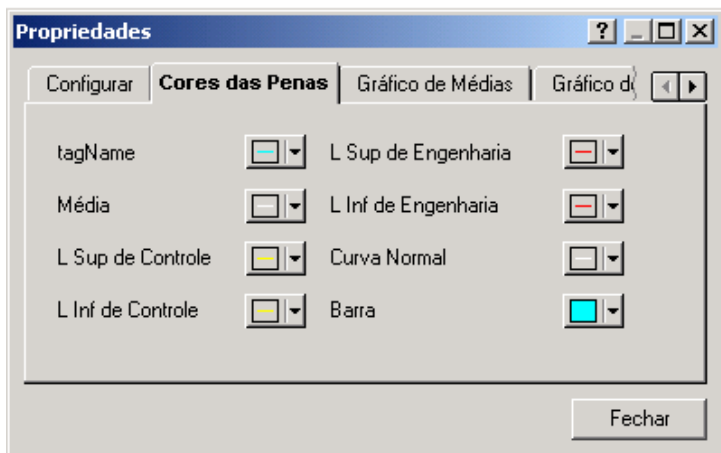 Propriedades
Configurar Cores das Penas Gráfico de Médias Gráfico
tagName L Sup de Engenharia
Média L Inf de Engenharia
L Sup de Controle Curva Normal
L Inf de Controle Barra
Fechar